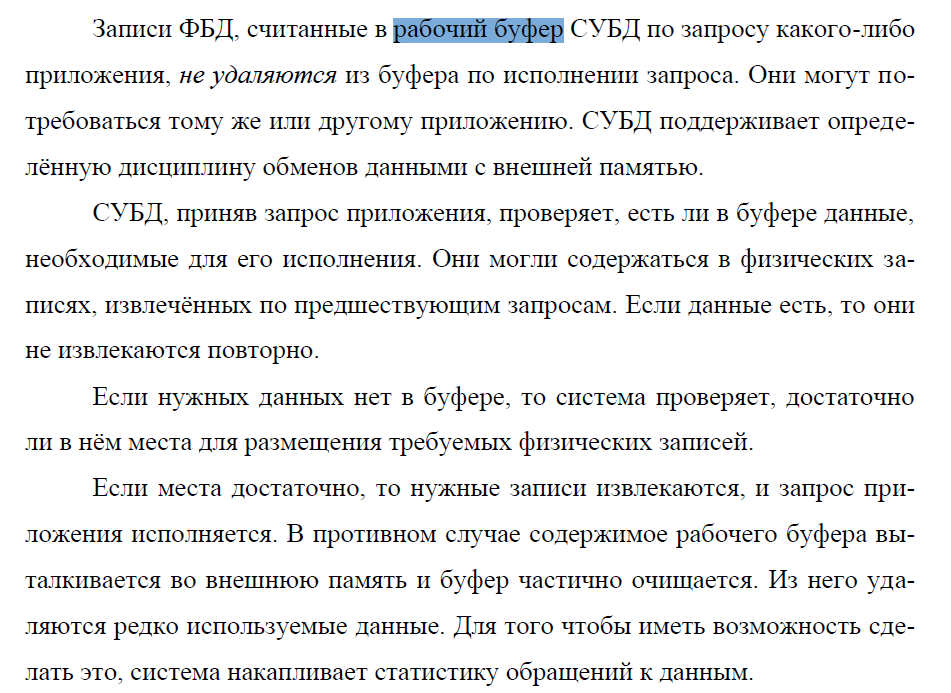 Записи ФБД, считанные в рабочий буфер СУБД по запросу какого-либо
приложения, не удаляются из буфера по исполнении запроса. Они могут по-
требоваться тому же или другому приложению. СУБД поддерживает опреде-
лённую дисциплину обменов данными с внешней памятью.
СУБД, приняв запрос приложения, проверяет, есть ли в буфере данные,
необходимые для его исполнения. Они могли содержаться в физических за-
писях, извлечённых по предшествующим запросам. Если данные есть, то они
не извлекаются повторно.
Если нужных данных нет в буфере, то система проверяет, достаточно
ли в нём места для размещения требуемых физических записей.
Если места достаточно, то нужные записи извлекаются, и запрос при-
ложения исполняется. В противном случае содержимое рабочего буфера вы-
талкивается во внешнюю память и буфер частично очищается. Из него уда-
ляются редко используемые данные. Для того чтобы иметь возможность сде-
лать это, система накапливает статистику обращений к данным.